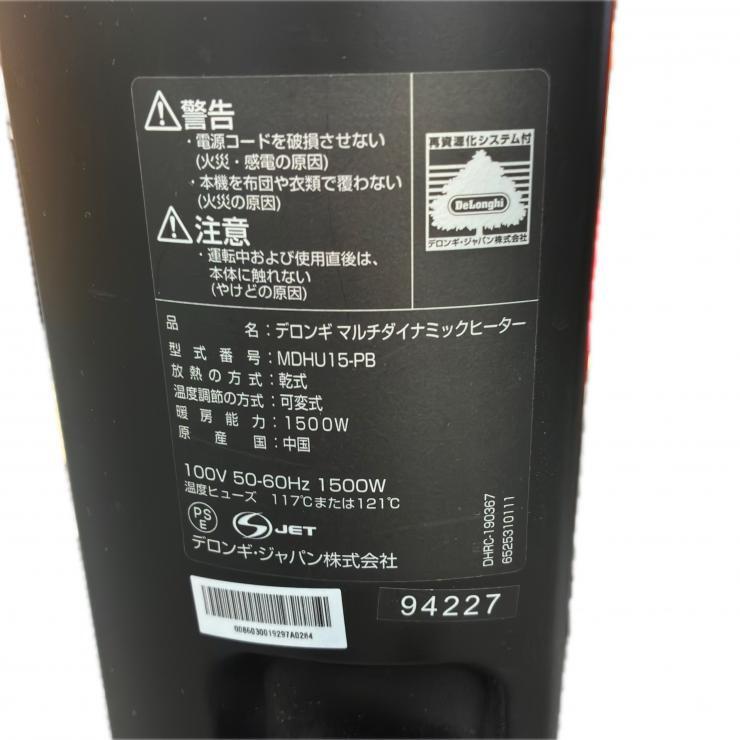 警告
・電源コードを破損させない
(火災・感電の原因)
・本機を布団や衣類で覆わない
(火災の原因)
注意
・運転中および使用直後は、
本体に触れない
(やけどの原因)
再資源化システム付
DeLonghi
デロンギ・ジャパン株式会社
品 名：デロンギ マルチダイナミックヒーター
型式番号：MDHU15-PB
放熱の方式：乾式
温度調節の方式：可変式
暖房能力：1500W
原産国：中国
100V 50-60Hz 1500W
温度ヒューズ 117℃または121℃
PS
E
JET
デロンギ・ジャパン株式会社
DHRC-190367
6525310111
0086030019297A0204
94227